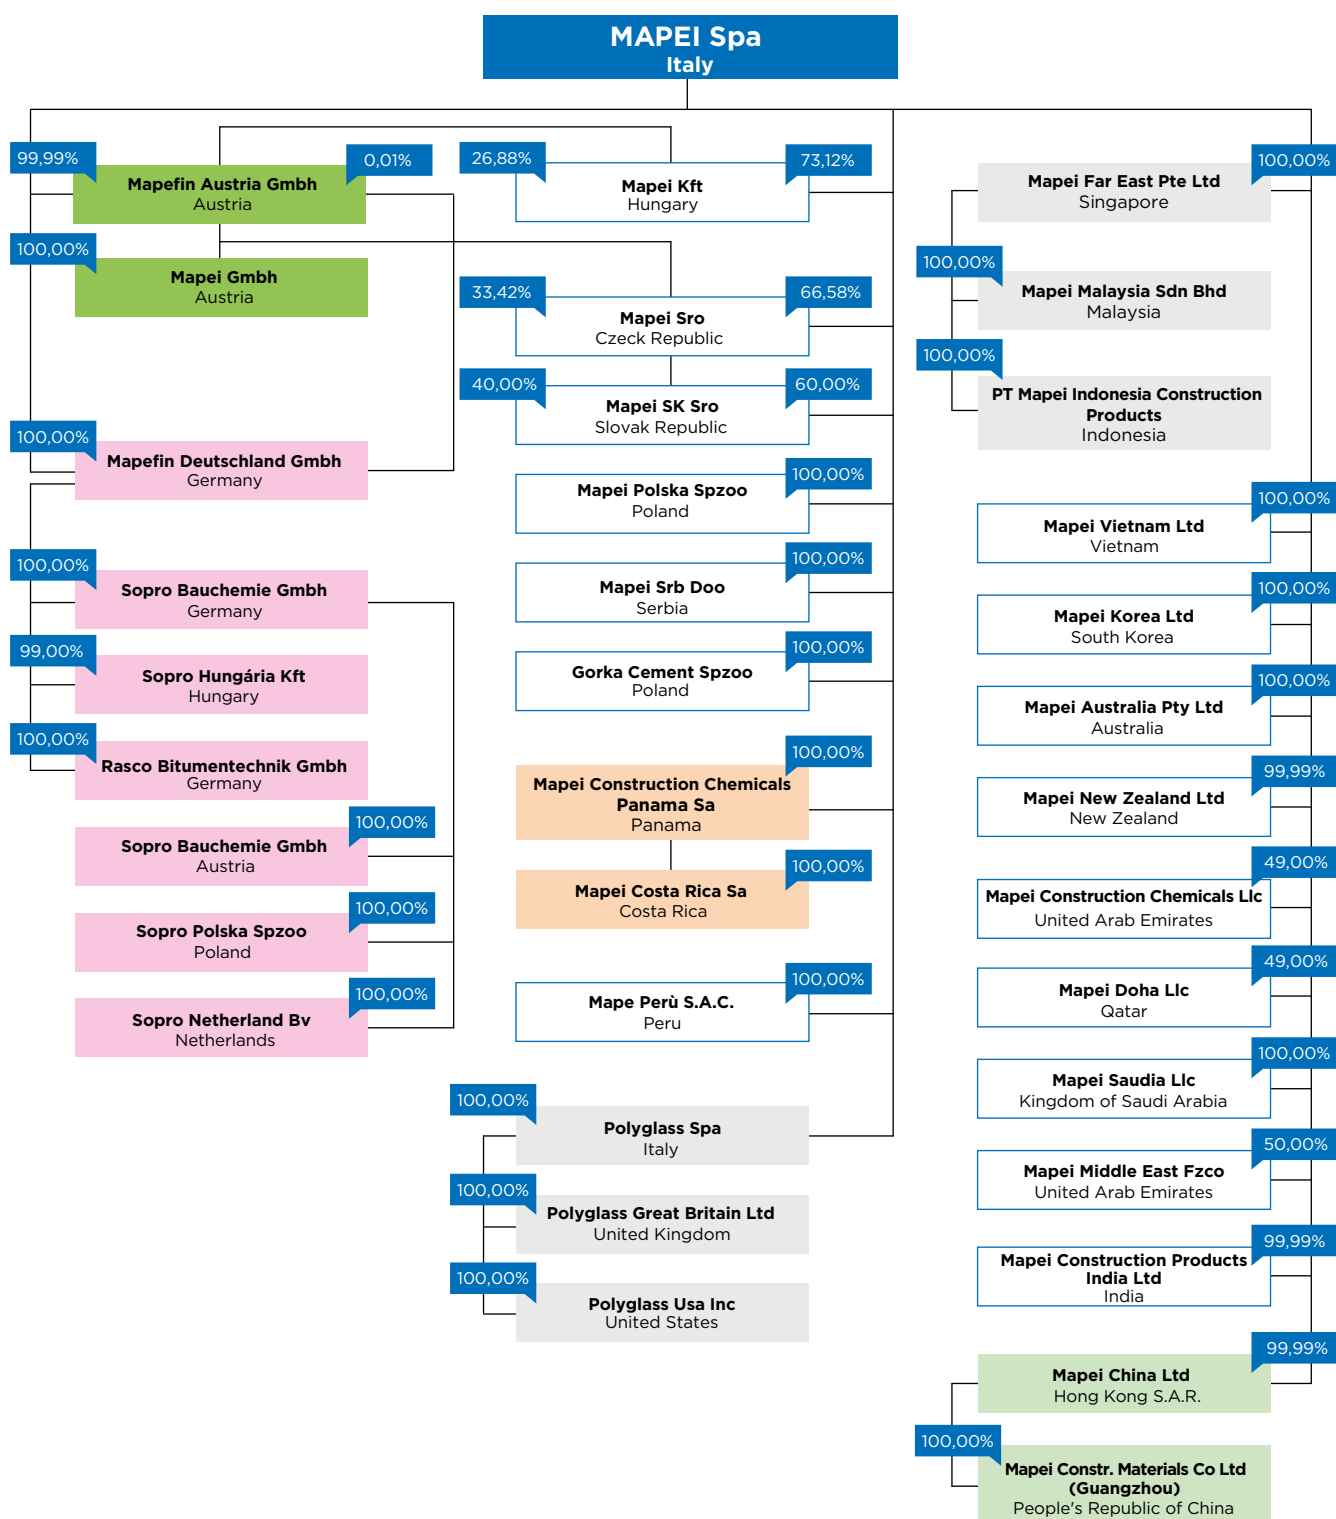 MAPEI Spa
Italy
99,99%
0,01%
Mapefin Austria Gmbh
Austria
100,00%
Mapei Gmbh
Austria
100,00%
Mapefin Deutschland Gmbh
Germany
100,00%
Sopro Bauchemie Gmbh
Germany
99,00%
Sopro Hungária Kft
Hungary
100,00%
Rasco Bitumentechnik Gmbh
Germany
100,00%
Sopro Bauchemie Gmbh
Austria
100,00%
Sopro Polska Spzoo
Poland
100,00%
Sopro Netherland Bv
Netherlands
26,88%
73,12%
Mapei Kft
Hungary
33,42%
66,58%
Mapei Sro
Czeck Republic
40,00%
60,00%
Mapei SK Sro
Slovak Republic
100,00%
Mapei Polska Spzoo
Poland
100,00%
Mapei Srb Doo
Serbia
100,00%
Gorka Cement Spzoo
Poland
100,00%
Mapei Construction Chemicals
Panama Sa
Panama
100,00%
Mapei Costa Rica Sa
Costa Rica
100,00%
Mape Perù S.A.C.
Peru
100,00%
Polyglass Spa
Italy
100,00%
Polyglass Great Britain Ltd
United Kingdom
100,00%
Polyglass Usa Inc
United States
100,00%
Mapei Far East Pte Ltd
Singapore
100,00%
Mapei Malaysia Sdn Bhd
Malaysia
100,00%
PT Mapei Indonesia Construction
Products
Indonesia
100,00%
Mapei Vietnam Ltd
Vietnam
100,00%
Mapei Korea Ltd
South Korea
100,00%
Mapei Australia Pty Ltd
Australia
99,99%
Mapei New Zealand Ltd
New Zealand
49,00%
Mapei Construction Chemicals Llc
United Arab Emirates
49,00%
Mapei Doha Llc
Qatar
100,00%
Mapei Saudia Llc
Kingdom of Saudi Arabia
50,00%
Mapei Middle East Fzco
United Arab Emirates
99,99%
Mapei Construction Products
India Ltd
India
99,99%
Mapei China Ltd
Hong Kong S.A.R.
100,00%
Mapei Constr. Materials Co Ltd
(Guangzhou)
People's Republic of China